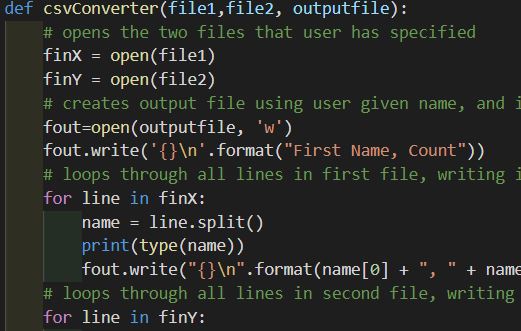 def csvConverter(file1,file2, outputfile):
    # opens the two files that user has specified
    finX = open(file1)
    finY = open(file2)
    # creates output file using user given name, and i
    fout=open(outputfile, 'w')
    fout.write('{}\n'.format("First Name, Count"))
    # loops through all lines in first file, writing i
    for line in finX:
        name = line.split()
        print(type(name))
        fout.write("{}\n".format(name[0] + ", " + name
    # loops through all lines in second file, writing
    for line in finY: